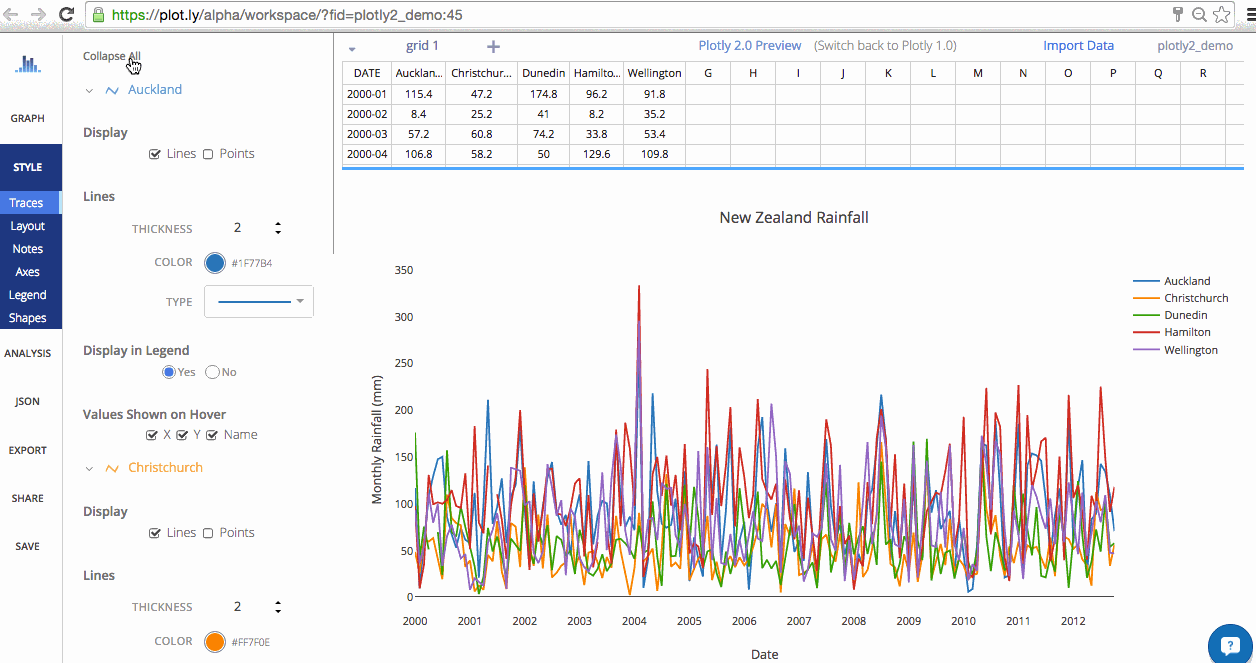 https://plot.ly/alpha/workspace/?fid=plotly2_demo:45
Collapse All
Auckland
Display
Lines Points
Lines
THICKNESS 2
COLOR #1F77B4
TYPE
Display in Legend
Yes No
Values Shown on Hover
X Y Name
Christchurch
Display
Lines Points
Lines
THICKNESS 2
COLOR #FF7F0E
GRAPH
STYLE
Traces
Layout
Notes
Axes
Legend
Shapes
ANALYSIS
JSON
EXPORT
SHARE
SAVE
grid 1 + Plotly 2.0 Preview (Switch back to Plotly 1.0) Import Data plotly2_demo
DATE Aucklan... Christchur... Dunedin Hamilto... Wellington G H I J K L M N O P Q R
2000-01 115.4 47.2 174.8 96.2 91.8
2000-02 8.4 25.2 41 8.2 35.2
2000-03 57.2 60.8 74.2 33.8 53.4
2000-04 106.8 58.2 50 129.6 109.8
New Zealand Rainfall
Monthly Rainfall (mm)
350
300
250
200
150
100
50
0
2000 2001 2002 2003 2004 2005 2006 2007 2008 2009 2010 2011 2012
Date
Auckland
Christchurch
Dunedin
Hamilton
Wellington